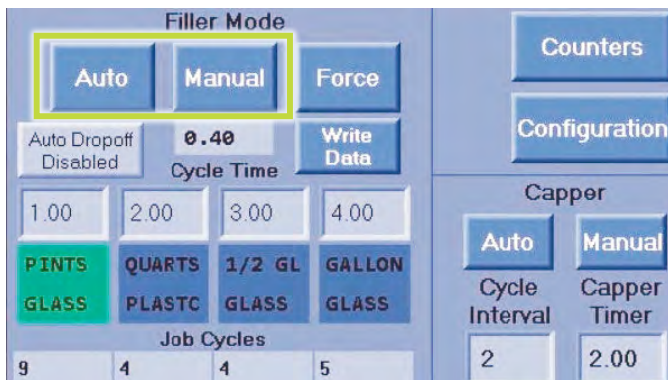 Filler Mode
Auto Manual Force
Auto Dropoff
Disabled
0.40
Cycle Time
Write
Data
1.00 2.00 3.00 4.00
PINTS QUARTS 1/2 GL GALLON
GLASS PLASTC GLASS GLASS
Job Cycles
9 4 4 5
Counters
Configuration
Capper
Auto Manual
Cycle
Interval
Capper
Timer
2 2.00